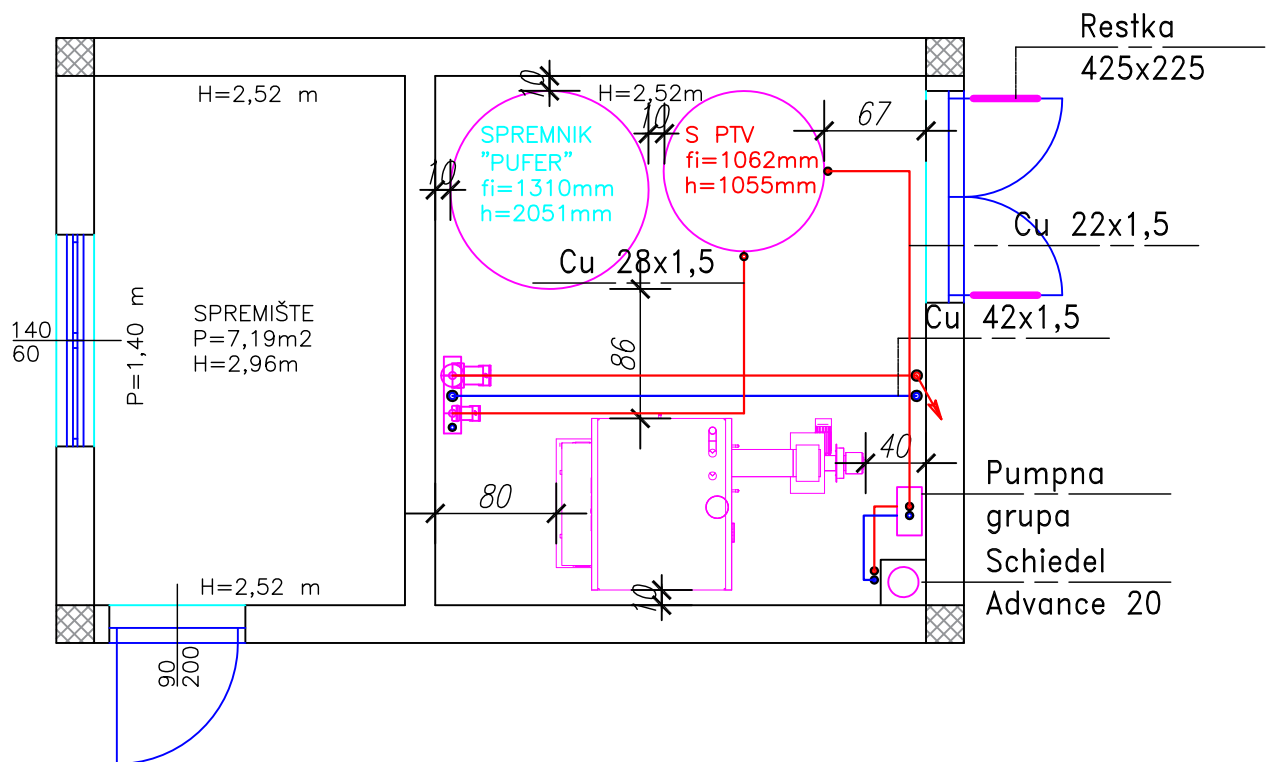 Restka
425x225
H=2,52 m
10
H=2,52m
10
67
SPREMNIK
"PUFER"
fi=1310mm
h=2051mm
S PTV
fi=1062mm
h=1055mm
10
Cu 22x1,5
Cu 28x1,5
P=1,40 m
SPREMIŠTE
P=7,19m2
H=2,96m
140
60
Cu 42x1,5
86
40
80
Pumpna
grupa
Schiedel
Advance 20
H=2,52 m
10
90
200